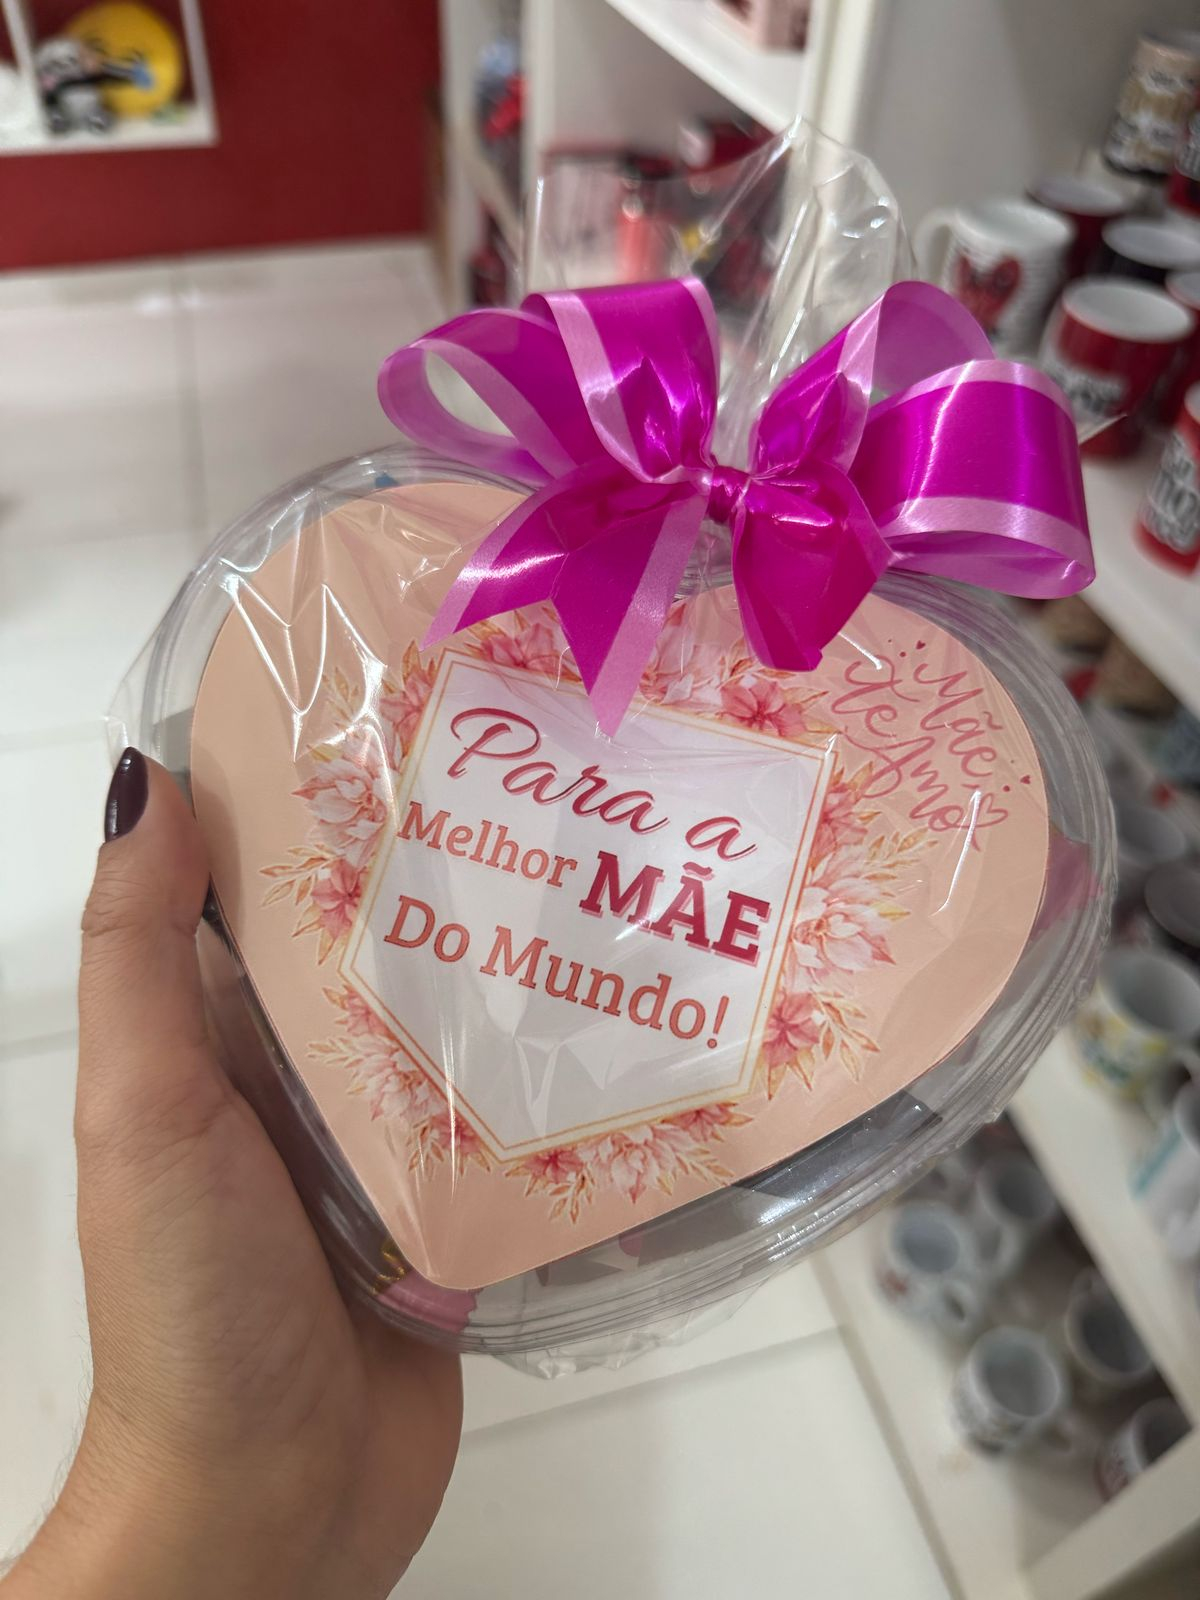 Para a
Melhor MÃE
Do Mundo!
Mãe
Te Amo